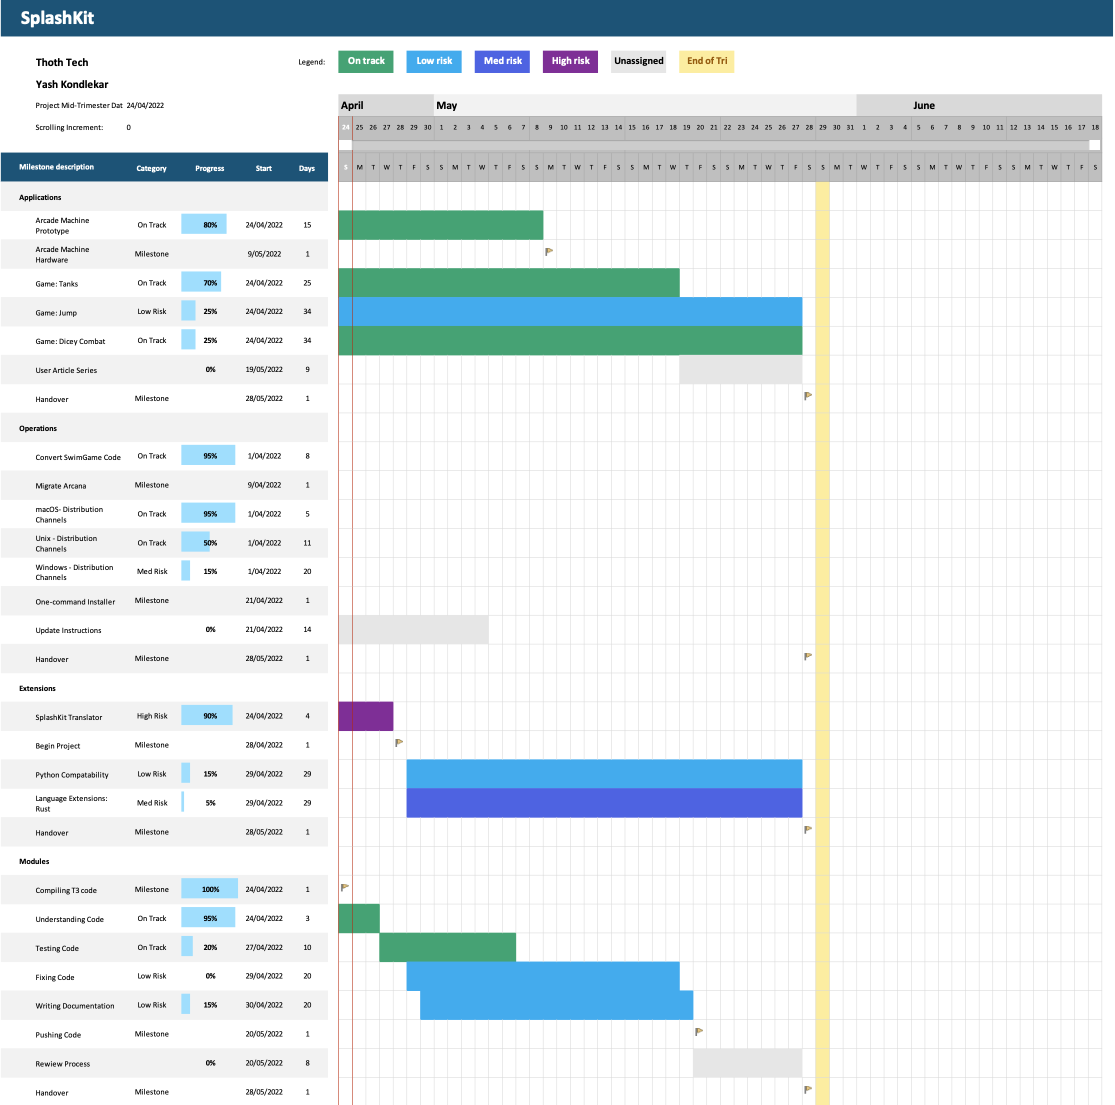 SplashKit
Thoth Tech
Legend:
On track
Low risk
Med risk
High risk
Unassigned
End of Tri
Yash Kondlekar
Project Mid-Trimester Dat 24/04/2022
Scrolling Increment: 0
April May June
24 25 26 27 28 29 30 1 2 3 4 5 6 7 8 9 10 11 12 13 14 15 16 17 18 19 20 21 22 23 24 25 26 27 28 29 30 31 1 2 3 4 5 6 7 8 9 10 11 12 13 14 15 16 17 18
Milestone description Category Progress Start Days
S M T W T F S S M T W T F S S M T W T F S S M T W T F S S M T W T F S S M T W T F S S M T W T F S S M T W T F S
Applications
Arcade Machine
Prototype On Track 80% 24/04/2022 15
Arcade Machine
Hardware Milestone 9/05/2022 1
Game: Tanks On Track 70% 24/04/2022 25
Game: Jump Low Risk 25% 24/04/2022 34
Game: Dicey Combat On Track 25% 24/04/2022 34
User Article Series 0% 19/05/2022 9
Handover Milestone 28/05/2022 1
Operations
Convert SwimGame Code On Track 95% 1/04/2022 8
Migrate Arcana Milestone 9/04/2022 1
macOS- Distribution
Channels On Track 95% 1/04/2022 5
Unix - Distribution
Channels On Track 50% 1/04/2022 11
Windows - Distribution
Channels Med Risk 15% 1/04/2022 20
One-command Installer Milestone 21/04/2022 1
Update Instructions 0% 21/04/2022 14
Handover Milestone 28/05/2022 1
Extensions
SplashKit Translator High Risk 90% 24/04/2022 4
Begin Project Milestone 28/04/2022 1
Python Compatability Low Risk 15% 29/04/2022 29
Language Extensions:
Rust Med Risk 5% 29/04/2022 29
Handover Milestone 28/05/2022 1
Modules
Compiling T3 code Milestone 100% 24/04/2022 1
Understanding Code On Track 95% 24/04/2022 3
Testing Code On Track 20% 27/04/2022 10
Fixing Code Low Risk 0% 29/04/2022 20
Writing Documentation Low Risk 15% 30/04/2022 20
Pushing Code Milestone 20/05/2022 1
Rewiew Process 0% 20/05/2022 8
Handover Milestone 28/05/2022 1